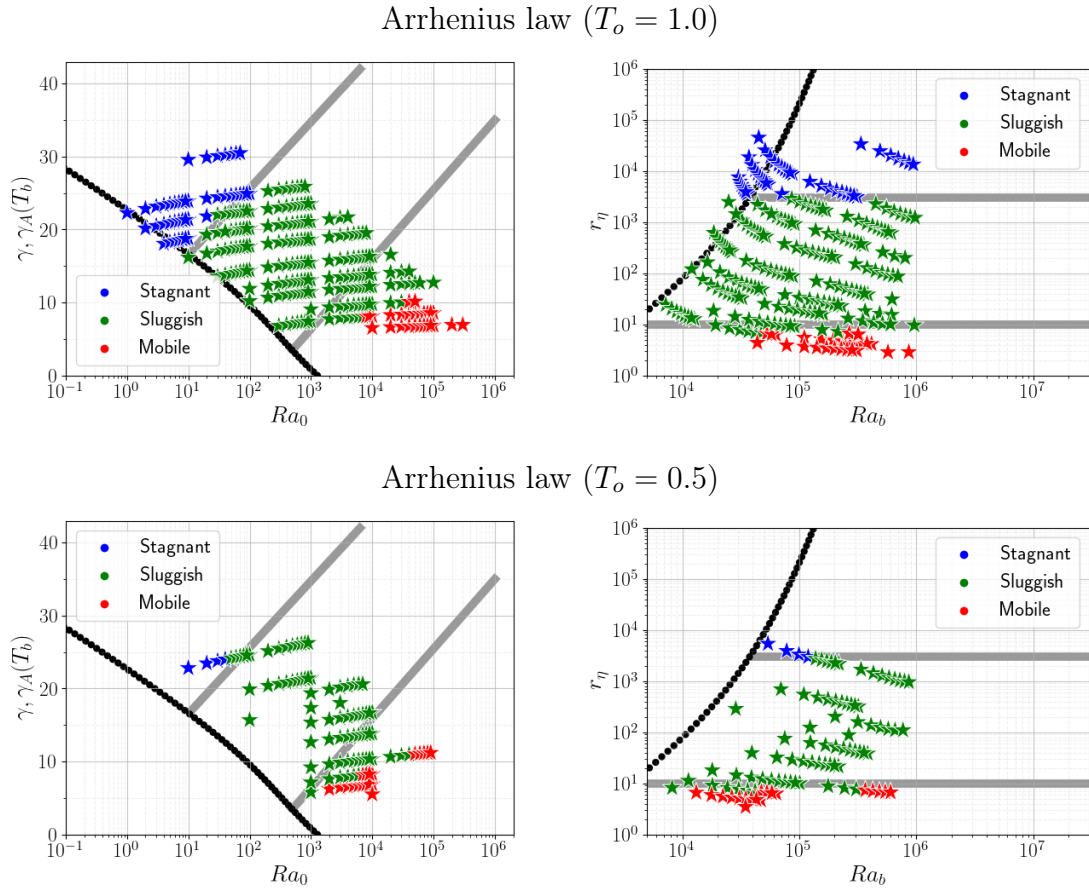 Arrhenius law (T_o = 1.0)
γ, γ_A(T_b)
40
30
20
10
0
Stagnant
Sluggish
Mobile
10^{-1} 10^0 10^1 10^2 10^3 10^4 10^5 10^6
Ra_0
r_η
10^6
10^5
10^4
10^3
10^2
10^1
10^0
Stagnant
Sluggish
Mobile
10^4 10^5 10^6 10^7
Ra_b
Arrhenius law (T_o = 0.5)
γ, γ_A(T_b)
40
30
20
10
0
Stagnant
Sluggish
Mobile
10^{-1} 10^0 10^1 10^2 10^3 10^4 10^5 10^6
Ra_0
r_η
10^6
10^5
10^4
10^3
10^2
10^1
10^0
Stagnant
Sluggish
Mobile
10^4 10^5 10^6 10^7
Ra_b